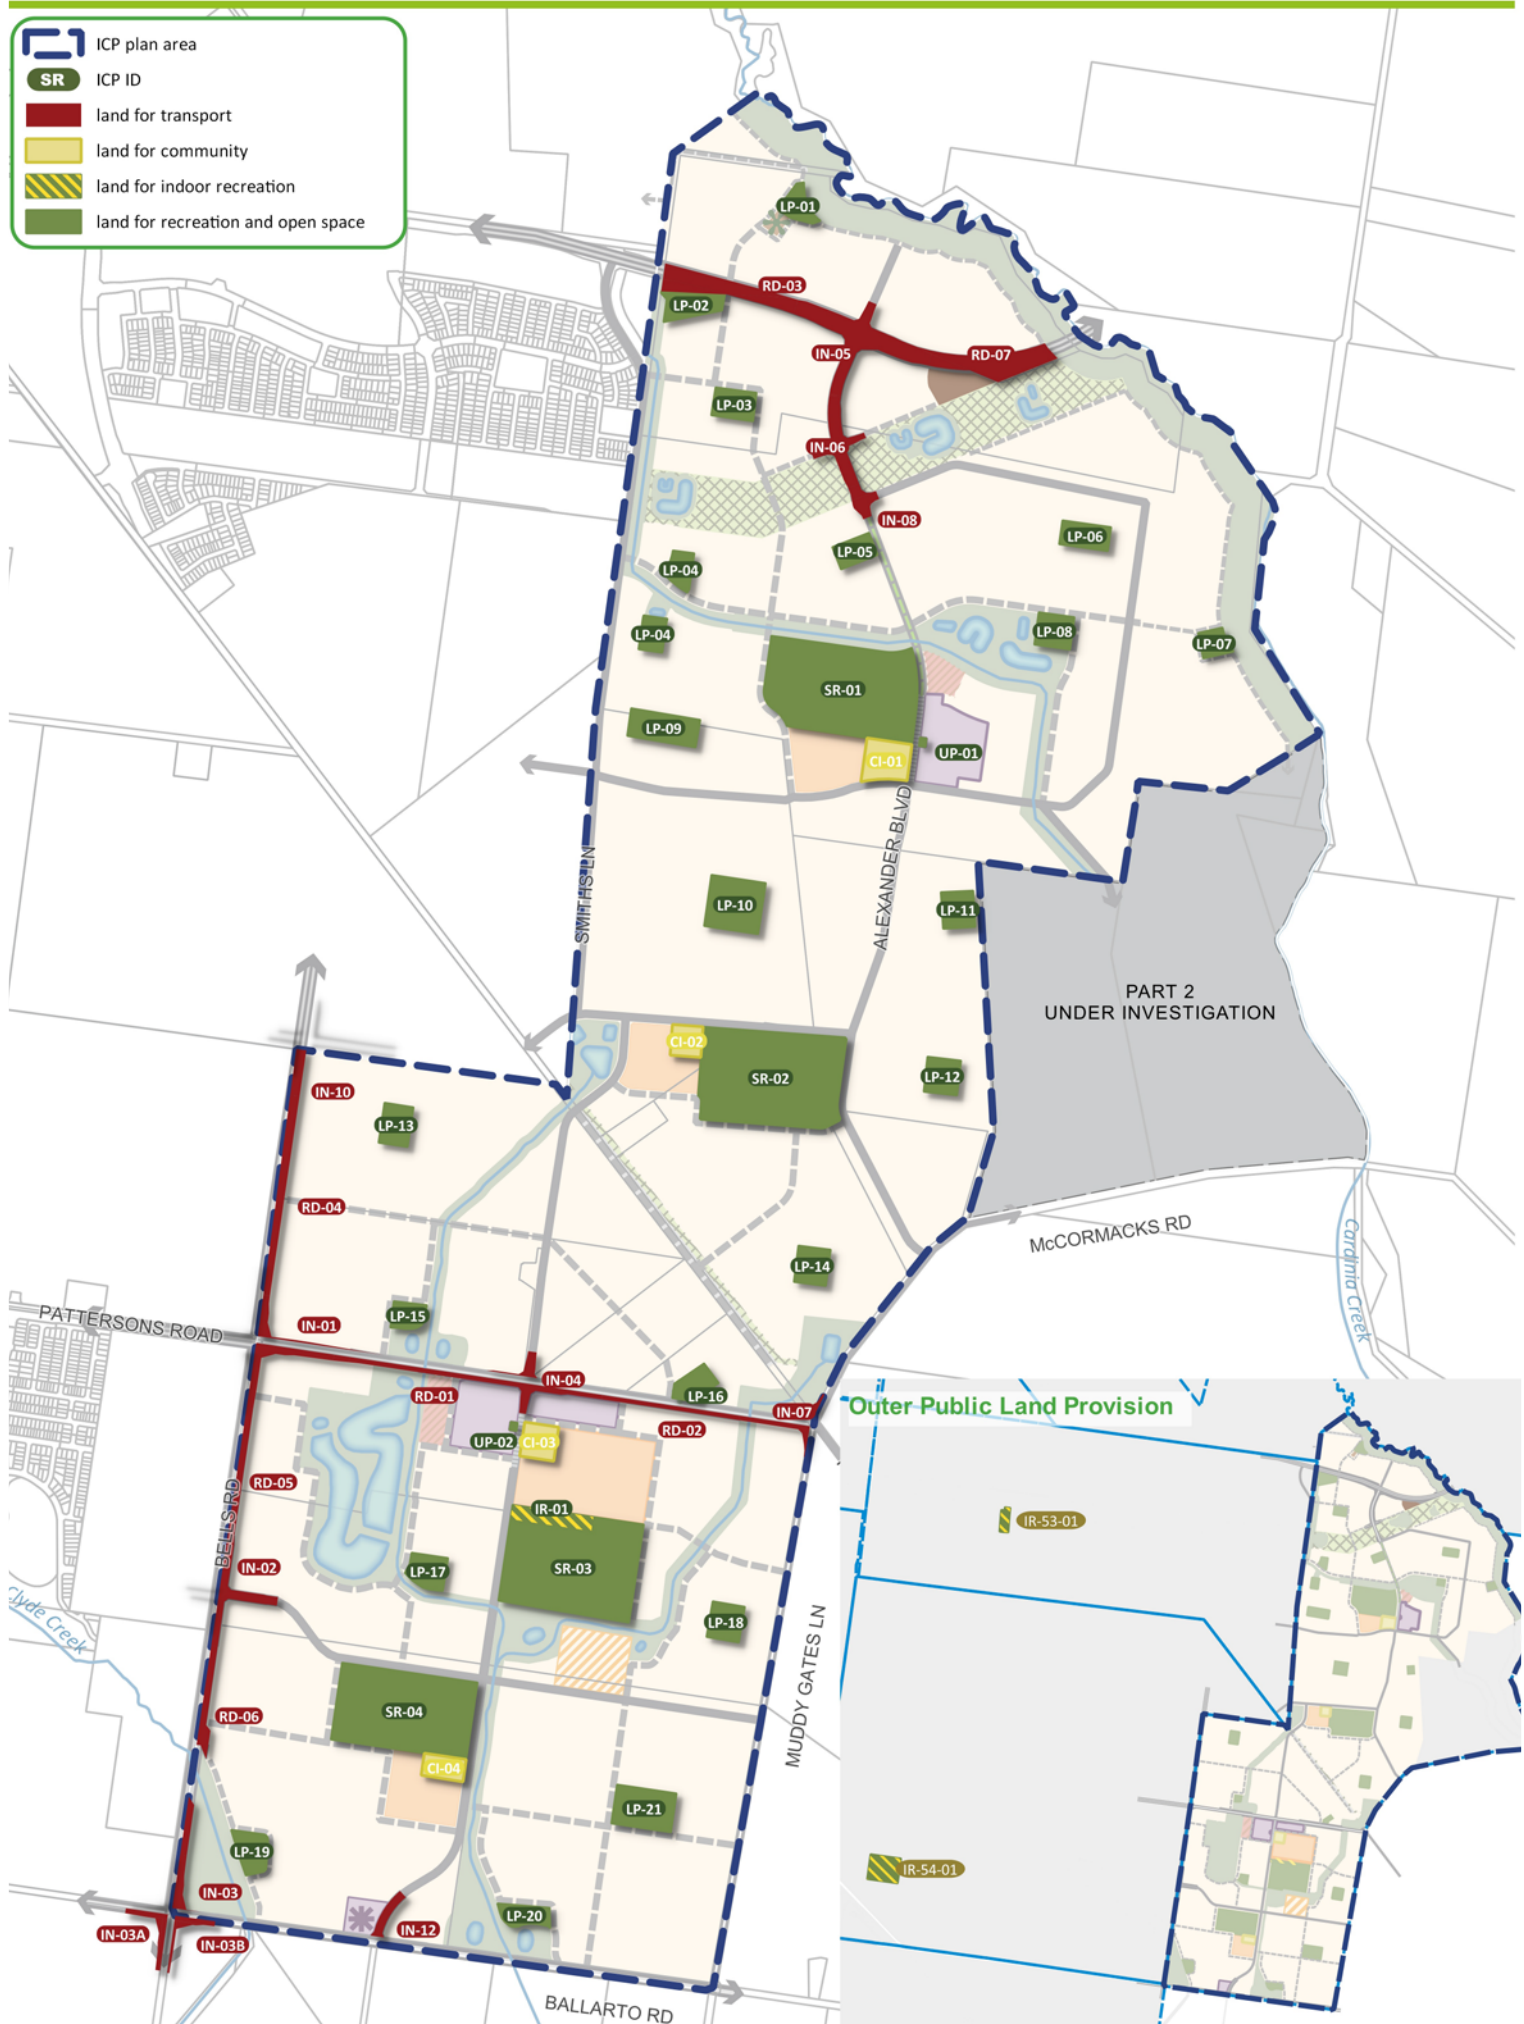 ICP plan area
SR ICP ID
land for transport
land for community
land for indoor recreation
land for recreation and open space
LP-01
RD-03
LP-02
IN-05
RD-07
LP-03
IN-06
IN-08
LP-06
LP-05
LP-04
LP-04
LP-08
LP-07
SR-01
LP-09
UP-01
CI-01
ALEXANDER BLVD
SMITHS LN
LP-10
LP-11
PART 2
UNDER INVESTIGATION
CI-02
SR-02
LP-12
IN-10
LP-13
RD-04
McCORMACKS RD
LP-14
Cardinia Creek
PATTERSONS ROAD
IN-01
LP-15
IN-04
RD-01
LP-16
IN-07
RD-02
UP-02
CI-03
Outer Public Land Provision
RD-05
BELLS RD
IR-01
IR-53-01
IN-02
LP-17
SR-03
Clyde Creek
LP-18
MUDDY GATES LN
SR-04
RD-06
CI-04
LP-21
LP-19
IR-54-01
IN-03
IN-03A
IN-03B
IN-12
LP-20
BALLARTO RD